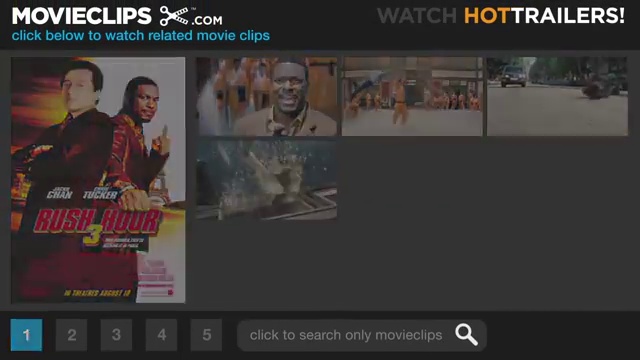 MOVIECLIPS .COM
WATCH HOTTRAILERS!
click below to watch related movie clips
JACKIE CHAN
CHRIS TUCKER
RUSH HOUR
3
IN THEATERS AUGUST 10
1 2 3 4 5
click to search only movieclips